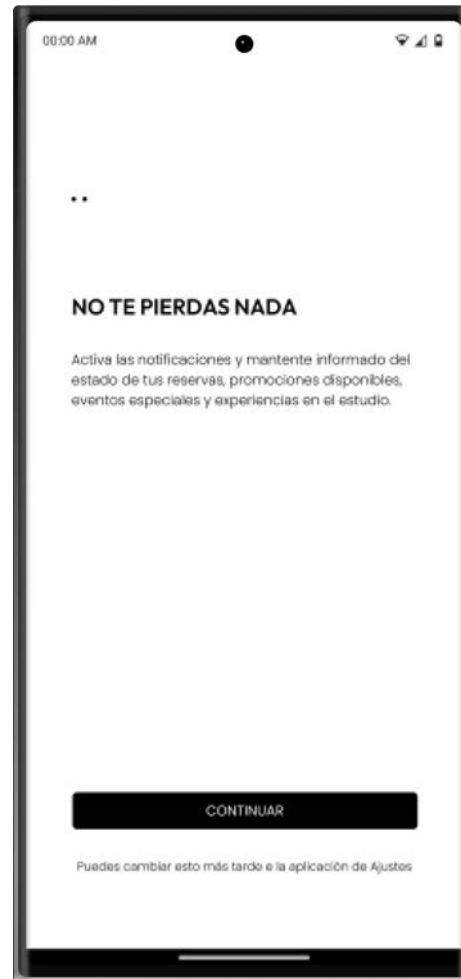 00:00 AM
NO TE PIERDAS NADA
Activa las notificaciones y mantente informado del
estado de tus reservas, promociones disponibles,
eventos especiales y experiencias en el estudio.
CONTINUAR
Puedes cambiar esto más tarde e la aplicación de Ajustes